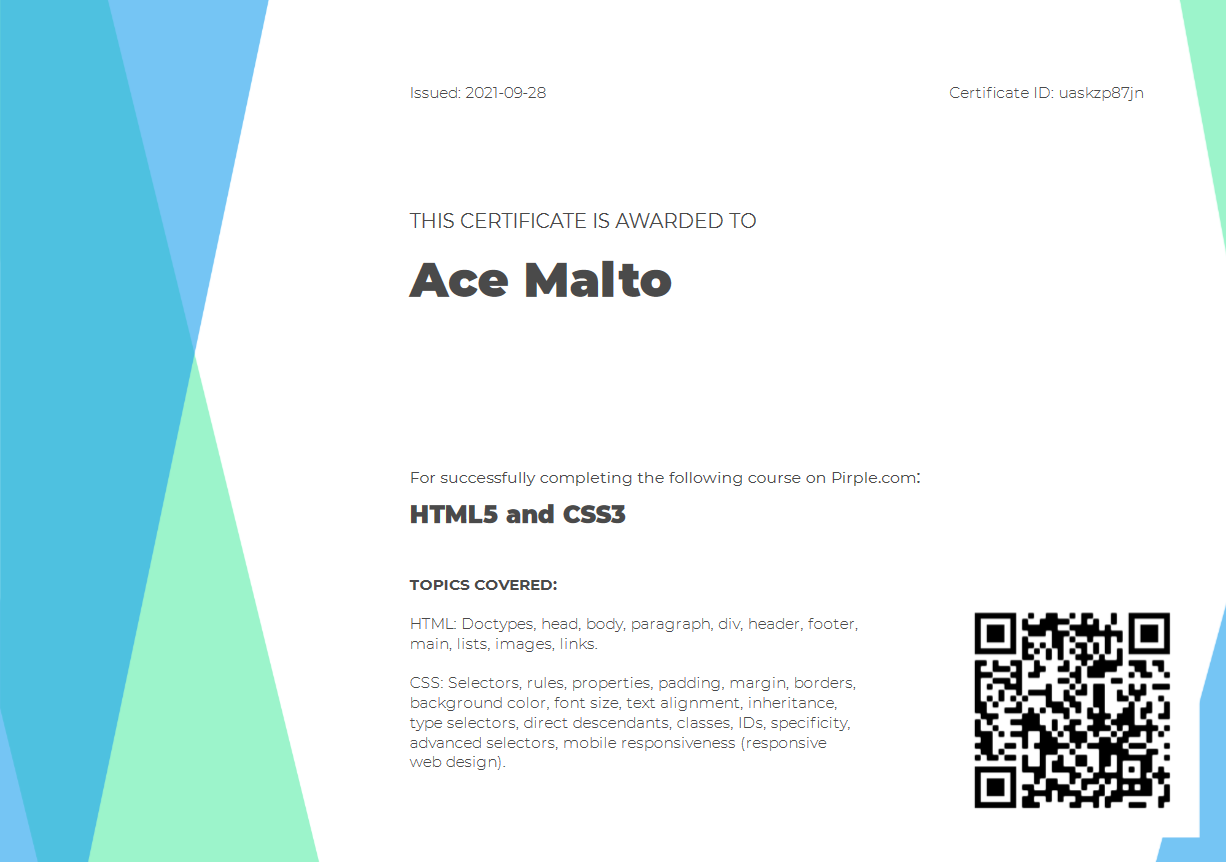 Issued: 2021-09-28
Certificate ID: uaskzp87jn
THIS CERTIFICATE IS AWARDED TO
Ace Malto
For successfully completing the following course on Pirple.com:
HTML5 and CSS3
TOPICS COVERED:
HTML: Doctypes, head, body, paragraph, div, header, footer,
main, lists, images, links.
CSS: Selectors, rules, properties, padding, margin, borders,
background color, font size, text alignment, inheritance,
type selectors, direct descendants, classes, IDs, specificity,
advanced selectors, mobile responsiveness (responsive
web design).